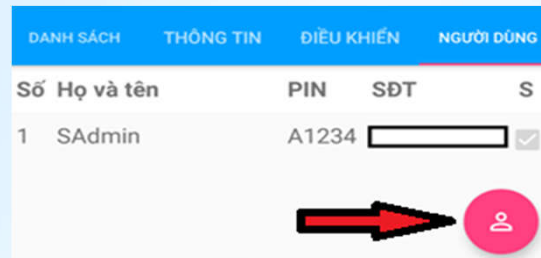 DANH SÁCH THÔNG TIN ĐIỀU KHIỂN NGƯỜI DÙNG
Số Họ và tên PIN SĐT S
1 SAdmin A1234